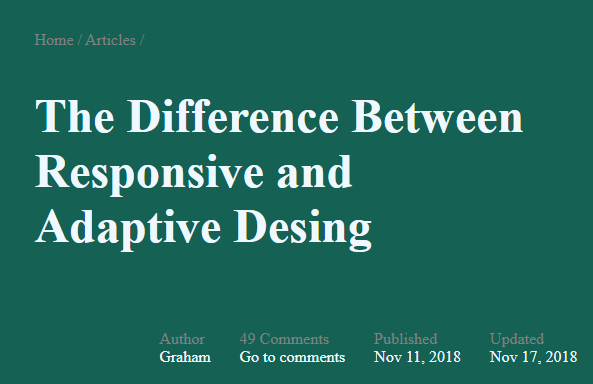 Home / Articles /
The Difference Between
Responsive and
Adaptive Desing
Author 49 Comments Published Updated
Graham Go to comments Nov 11, 2018 Nov 17, 2018